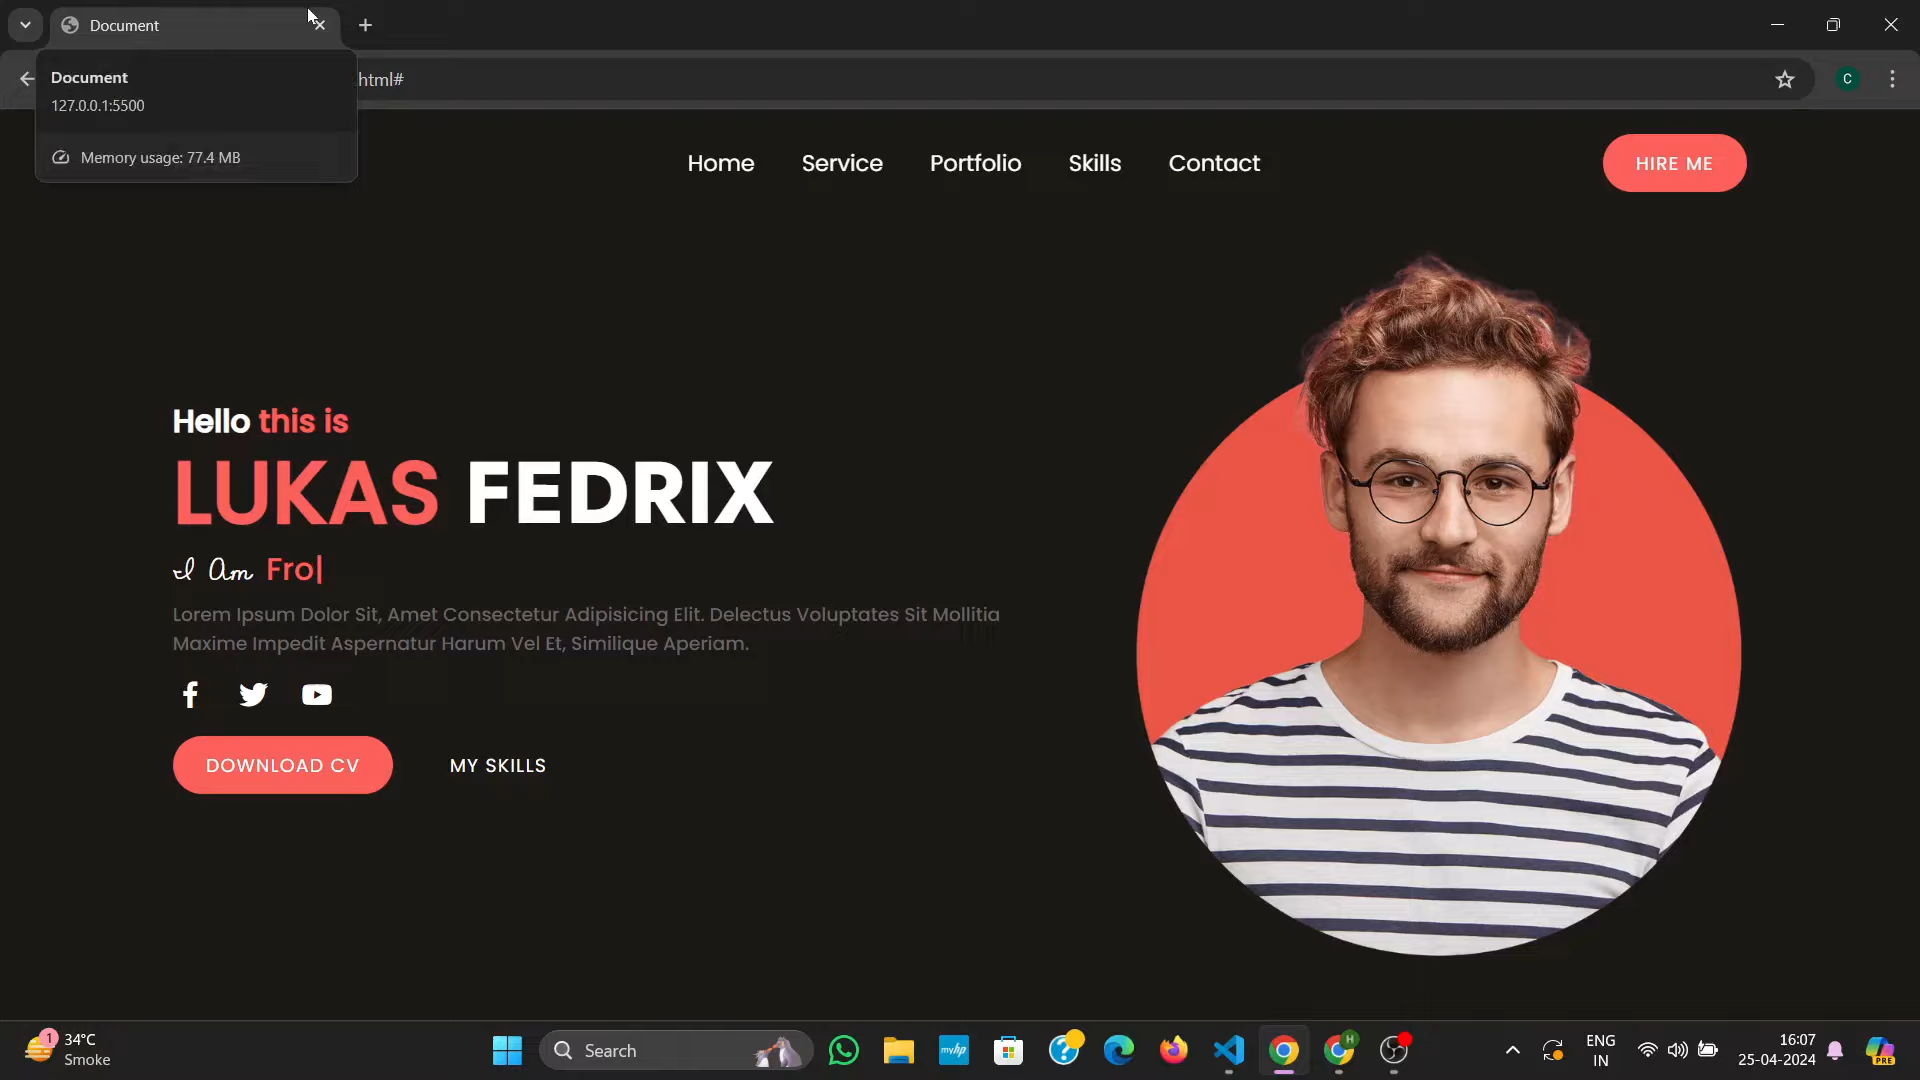 Document
Document
127.0.0.1:5500
html#
Memory usage: 77.4 MB
C
Home Service Portfolio Skills Contact
HIRE ME
Hello this is
LUKAS FEDRIX
I Am Fro|
Lorem Ipsum Dolor Sit, Amet Consectetur Adipisicing Elit. Delectus Voluptates Sit Mollitia
Maxime Impedit Aspernatur Harum Vel Et, Similique Aperiam.
DOWNLOAD CV MY SKILLS
1
34°C
Smoke
Search
myhp
H
ENG
IN
16:07
25-04-2024
PRE